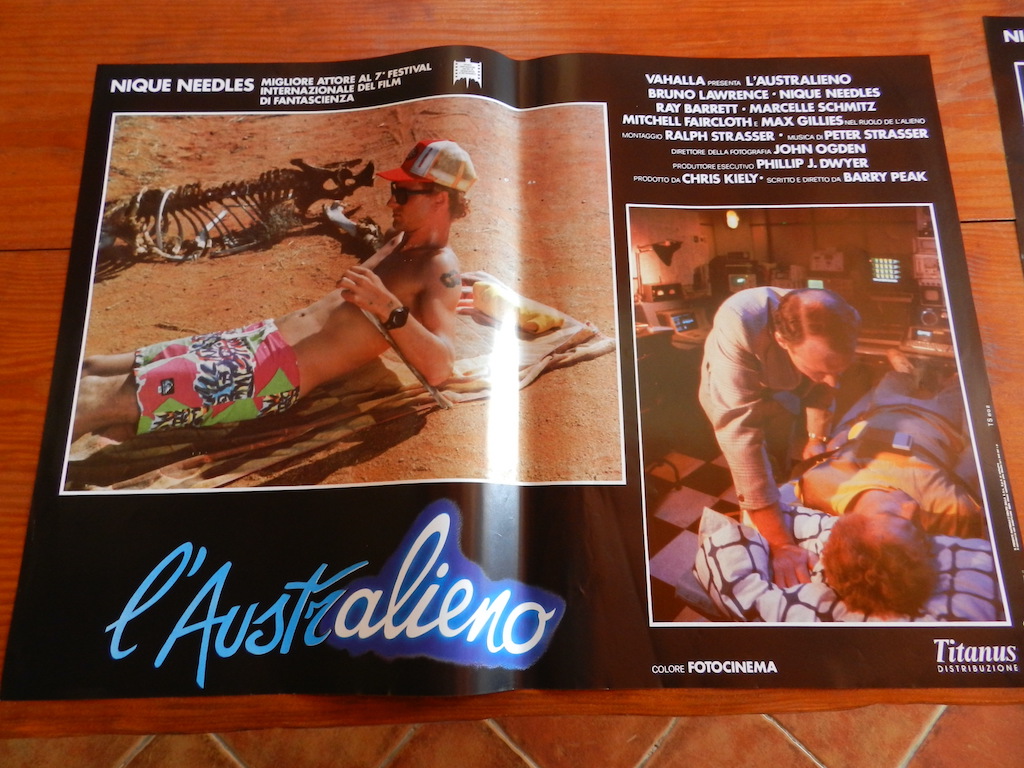 NIQUE NEEDLES
MIGLIORE ATTORE AL 7° FESTIVAL
INTERNAZIONALE DEL FILM
DI FANTASCIENZA
VAHALLA PRESENTA L'AUSTRALIENO
BRUNO LAWRENCE • NIQUE NEEDLES
RAY BARRETT • MARCELLE SCHMITZ
MITCHELL FAIRCLOTH E MAX GILLIES NEL RUOLO DE L'ALIENO
MONTAGGIO RALPH STRASSER • MUSICA DI PETER STRASSER
DIRETTORE DELLA FOTOGRAFIA JOHN OGDEN
PRODUTTORE ESECUTIVO PHILLIP J. DWYER
PRODOTTO DA CHRIS KIELY • SCRITTO E DIRETTO DA BARRY PEAK
l'Australieno
COLORE FOTOCINEMA
Titanus
DISTRIBUZIONE
NI